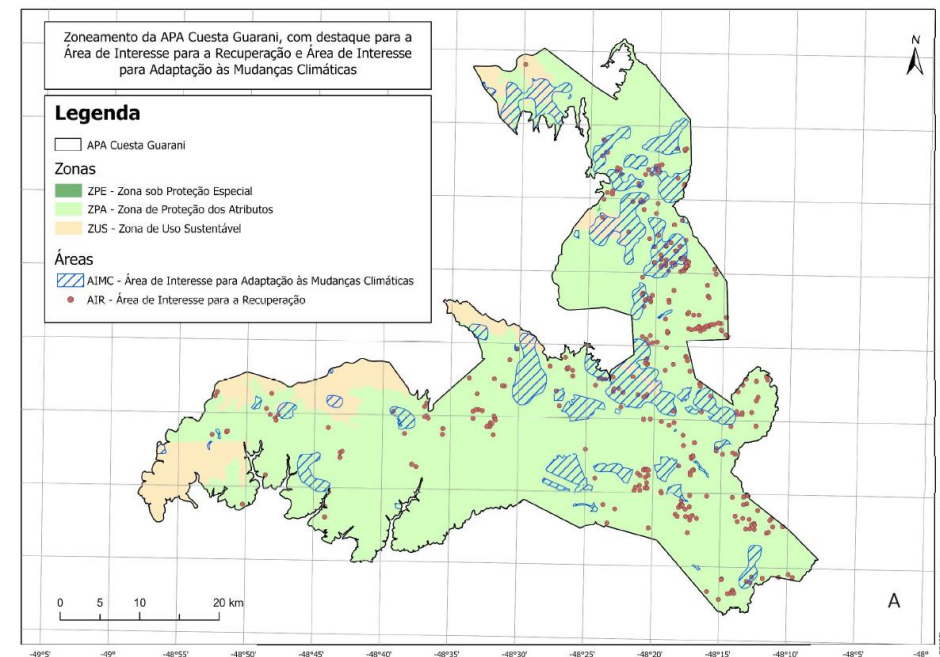 Zoneamento da APA Cuesta Guarani, com destaque para a
Área de Interesse para a Recuperação e Área de Interesse
para Adaptação às Mudanças Climáticas
N
Legenda
APA Cuesta Guarani
Zonas
ZPE - Zona sob Proteção Especial
ZPA - Zona de Proteção dos Atributos
ZUS - Zona de Uso Sustentável
Áreas
AIMC - Área de Interesse para Adaptação às Mudanças Climáticas
AIR - Área de Interesse para a Recuperação
0 5 10 20 km
A
-49°5' -49° -48°55' -48°50' -48°45' -48°40' -48°35' -48°30' -48°25' -48°20' -48°15' -48°10' -48°5' -48°